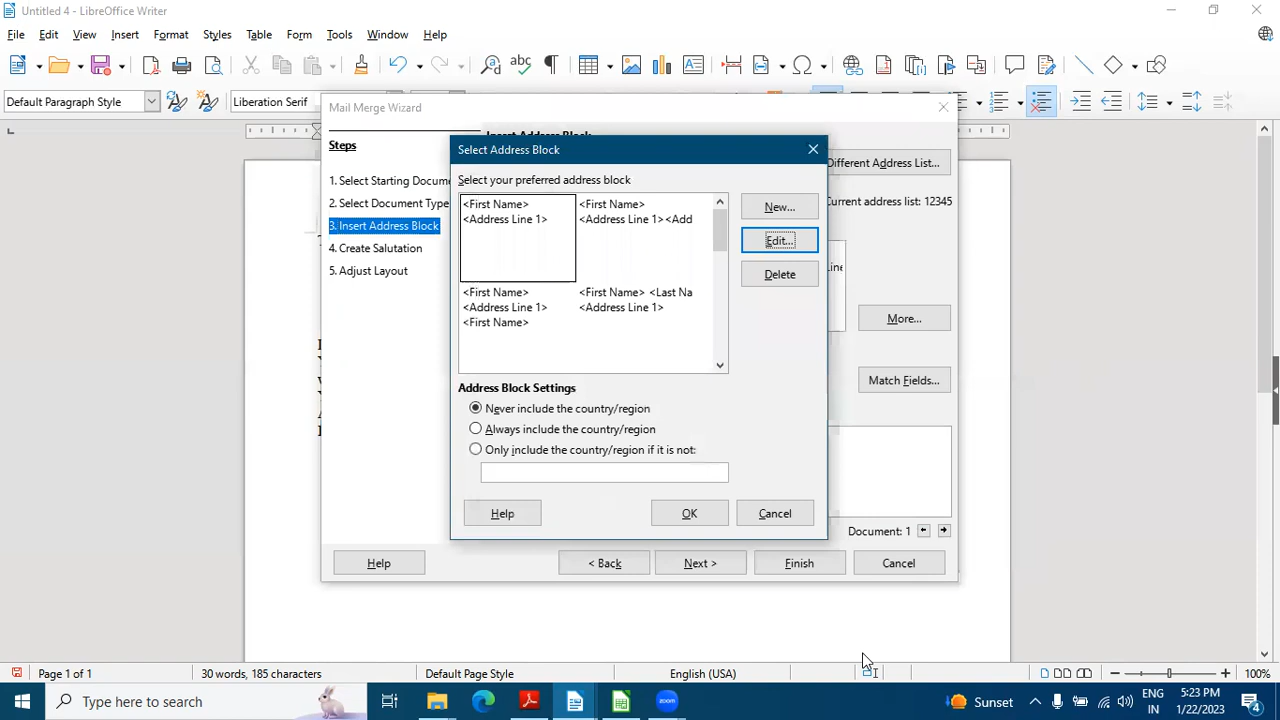 Untitled 4 - LibreOffice Writer
File Edit View Insert Format Styles Table Form Tools Window Help
Default Paragraph Style
Liberation Serif
Mail Merge Wizard
Steps
1. Select Starting Docume
2. Select Document Type
3. Insert Address Block
4. Create Salutation
5. Adjust Layout
Insert Address Block
Different Address List...
Current address list: 12345
Line
More...
Match Fields...
Document: 1
Help
< Back
Next >
Finish
Cancel
Select Address Block
Select your preferred address block
<First Name>
<Address Line 1>
<First Name>
<Address Line 1><Add
<First Name>
<Address Line 1>
<First Name>
<First Name> <Last Na
<Address Line 1>
New...
Edit...
Delete
Address Block Settings
Never include the country/region
Always include the country/region
Only include the country/region if it is not:
Help
OK
Cancel
Page 1 of 1
30 words, 185 characters
Default Page Style
English (USA)
100%
Type here to search
Sunset
ENG
IN
5:23 PM
1/22/2023
4